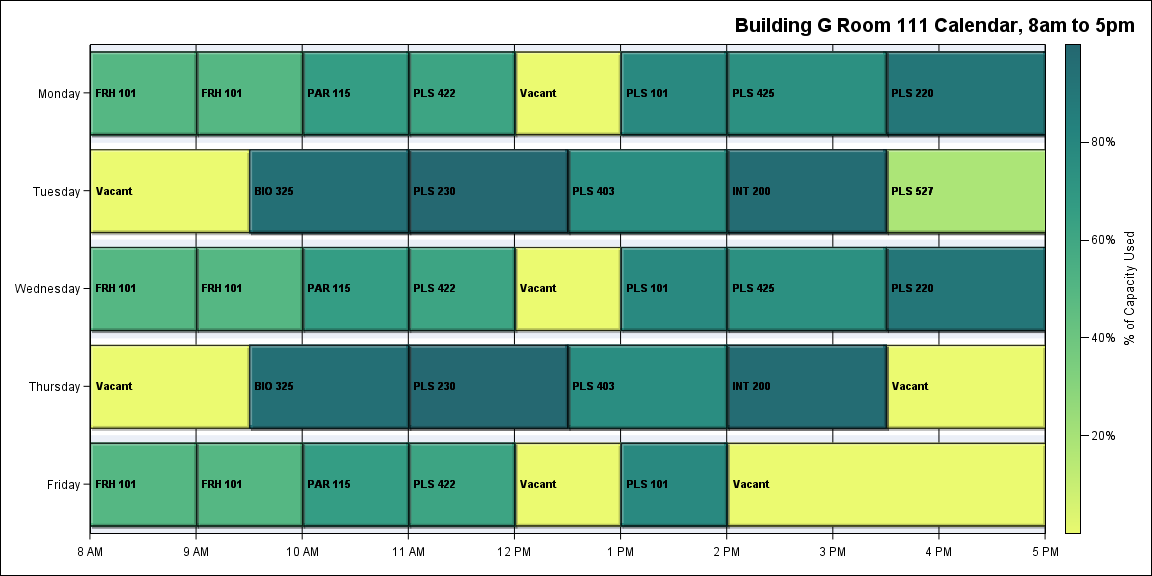 Building G Room 111 Calendar, 8am to 5pm
Monday
FRH 101
FRH 101
PAR 115
PLS 422
Vacant
PLS 101
PLS 425
PLS 220
Tuesday
Vacant
BIO 325
PLS 230
PLS 403
INT 200
PLS 527
Wednesday
FRH 101
FRH 101
PAR 115
PLS 422
Vacant
PLS 101
PLS 425
PLS 220
Thursday
Vacant
BIO 325
PLS 230
PLS 403
INT 200
Vacant
Friday
FRH 101
FRH 101
PAR 115
PLS 422
Vacant
PLS 101
Vacant
8 AM
9 AM
10 AM
11 AM
12 PM
1 PM
2 PM
3 PM
4 PM
5 PM
80%
60%
40%
20%
% of Capacity Used